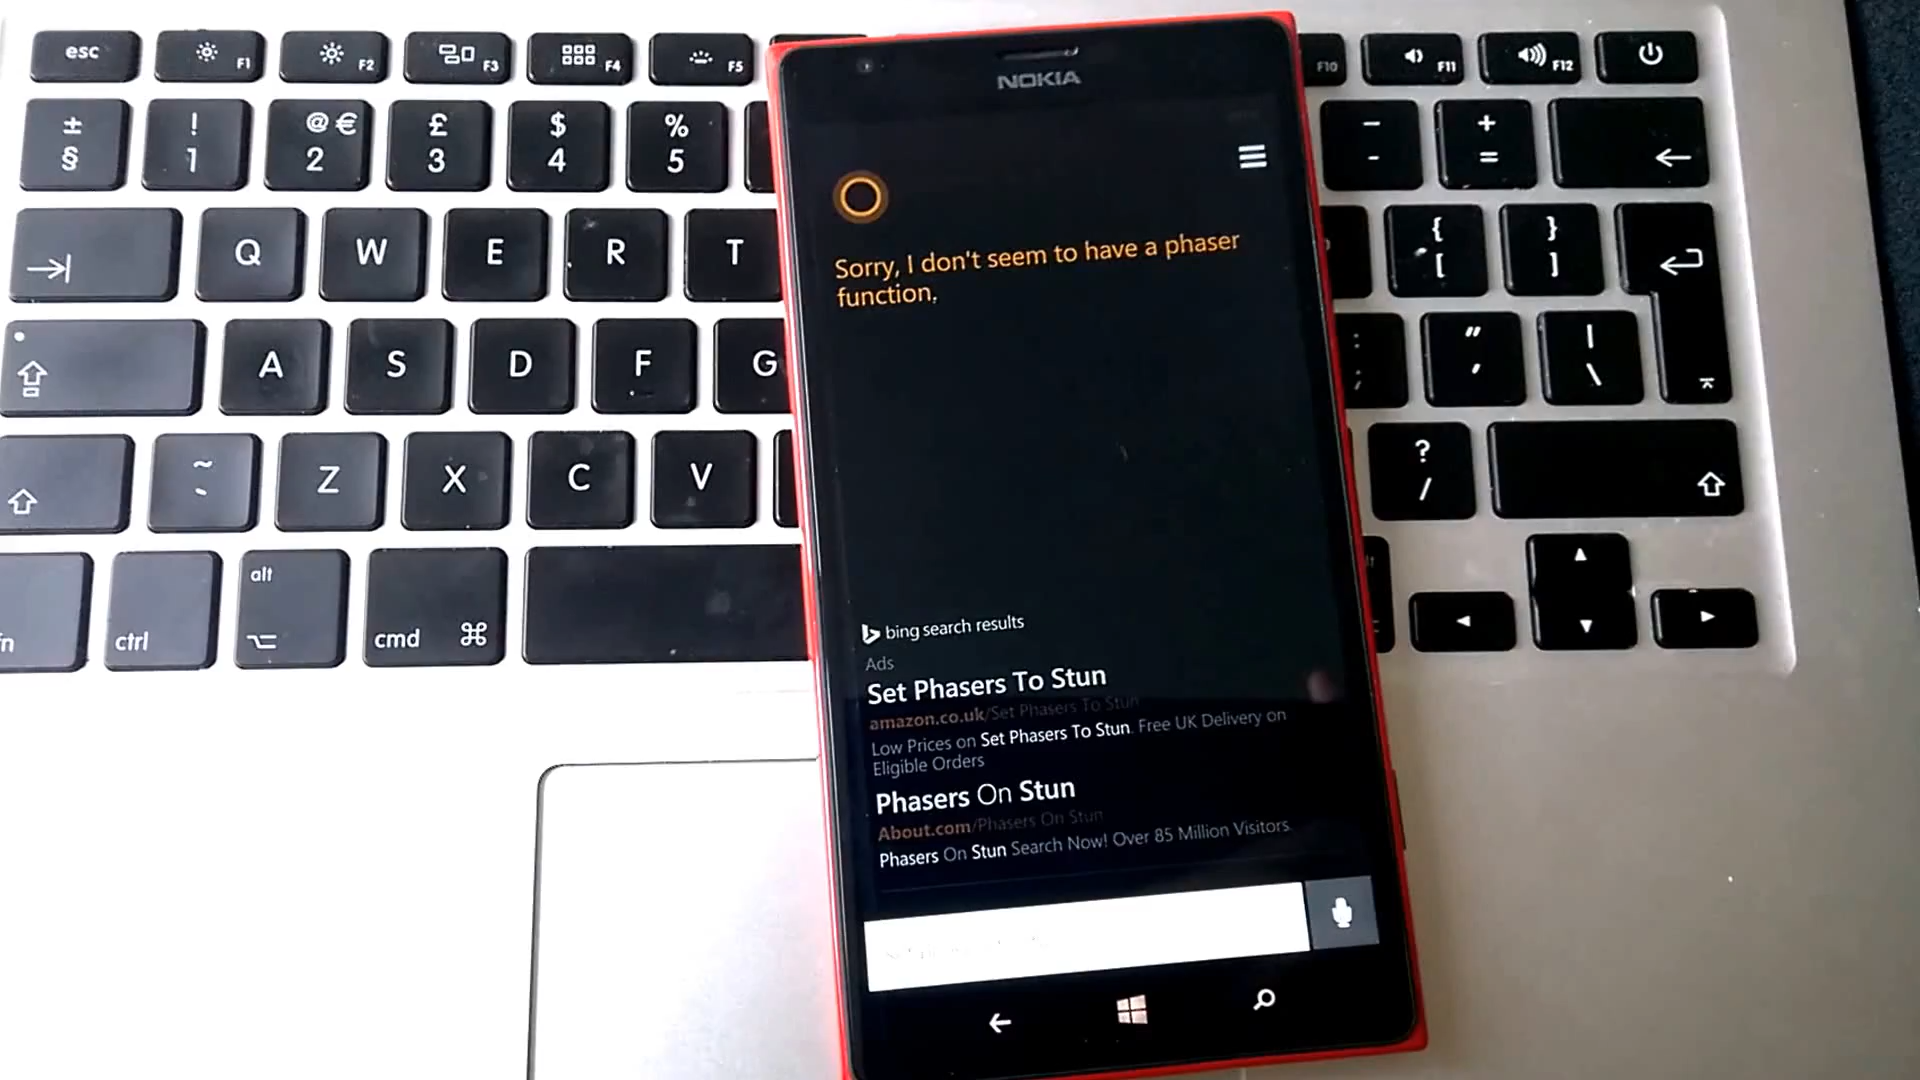 esc F1 F2 F3 F4 F5 F10 F11 F12
± ! @ € £ $ % — +
§ 1 2 3 4 5 - =
Q W E R T { }
[ ]
A S D F G : " |
; ' \
~ Z X C V ?
` /
fn ctrl alt cmd ⌘
NOKIA
Sorry, I don't seem to have a phaser
function.
bing search results
Ads
Set Phasers To Stun
amazon.co.uk/Set Phasers To Stun
Low Prices on Set Phasers To Stun. Free UK Delivery on
Eligible Orders
Phasers On Stun
About.com/Phasers On Stun
Phasers On Stun Search Now! Over 85 Million Visitors.